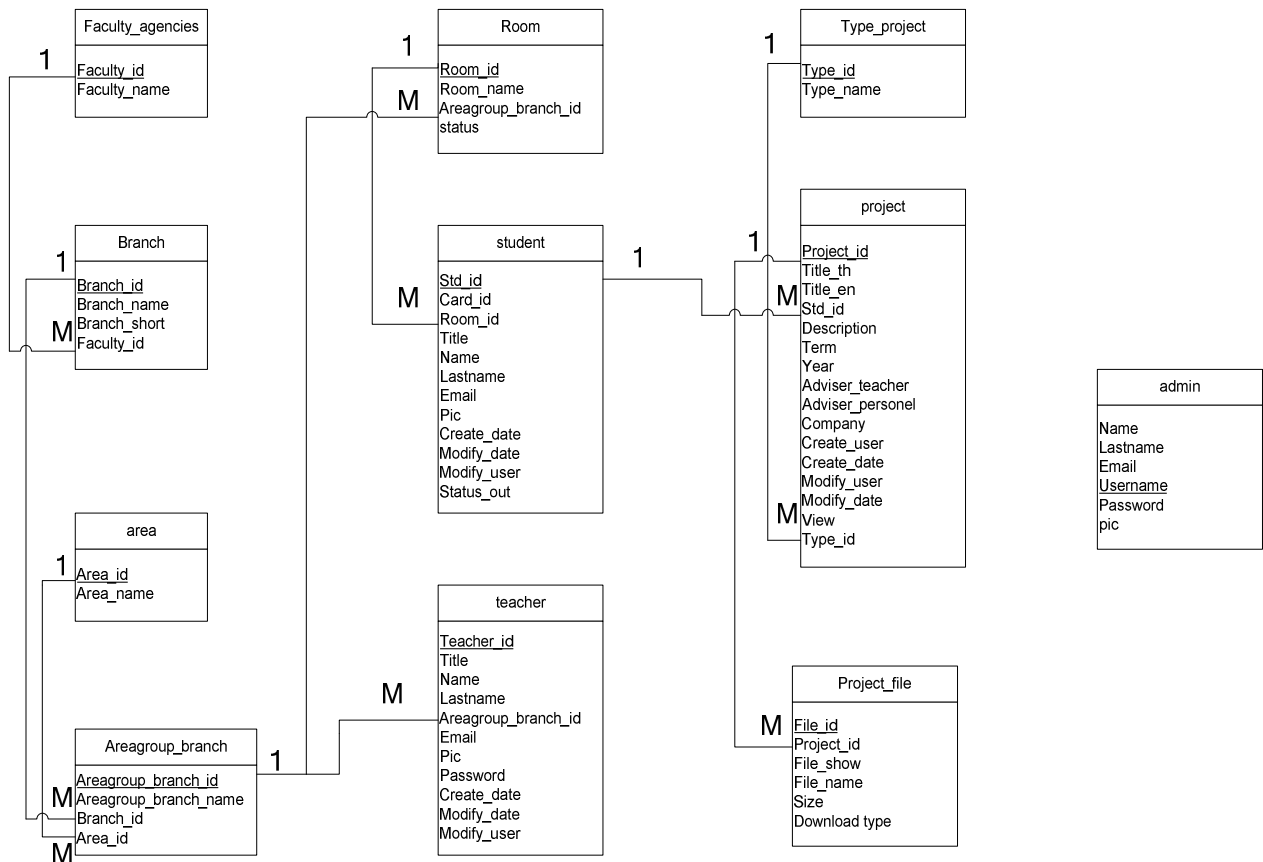 Faculty_agencies
1
Faculty_id
Faculty_name
Branch
1
Branch_id
Branch_name
Branch_short
M
Faculty_id
area
1
Area_id
Area_name
Areagroup_branch
1
Areagroup_branch_id
Areagroup_branch_name
M
Branch_id
Area_id
M
Room
1
Room_id
Room_name
M
Areagroup_branch_id
status
student
1
Std_id
Card_id
M
Room_id
Title
Name
Lastname
Email
Pic
Create_date
Modify_date
Modify_user
Status_out
teacher
Teacher_id
Title
Name
Lastname
M
Areagroup_branch_id
Email
Pic
Password
Create_date
Modify_date
Modify_user
Type_project
1
Type_id
Type_name
project
1
Project_id
Title_th
Title_en
M
Std_id
Description
Term
Year
Adviser_teacher
Adviser_personel
Company
Create_user
Create_date
Modify_user
Modify_date
M
View
Type_id
Project_file
File_id
M
Project_id
File_show
File_name
Size
Download type
admin
Name
Lastname
Email
Username
Password
pic